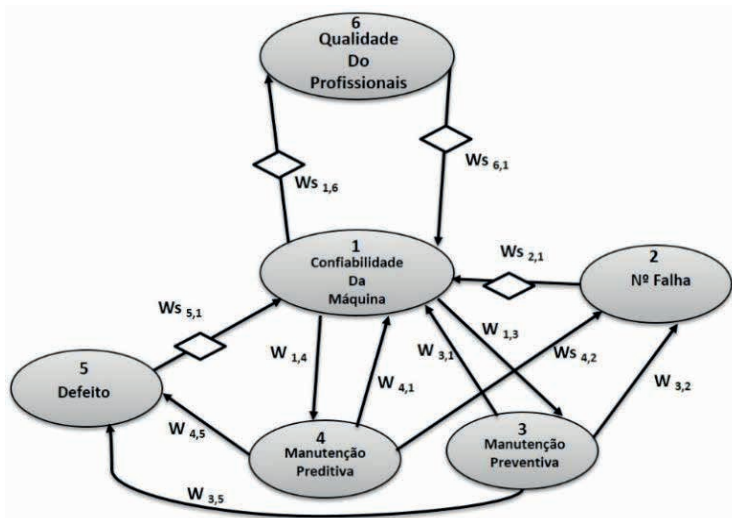 6
Qualidade
Do
Profissionais
Ws 1,6
Ws 6,1
1
Confiabilidade
Da
Máquina
Ws 2,1
2
Nº Falha
Ws 5,1
W 1,4
W 4,1
W 3,1
W 1,3
Ws 4,2
5
Defeito
W 4,5
4
Manutenção
Preditiva
3
Manutenção
Preventiva
W 3,2
W 3,5